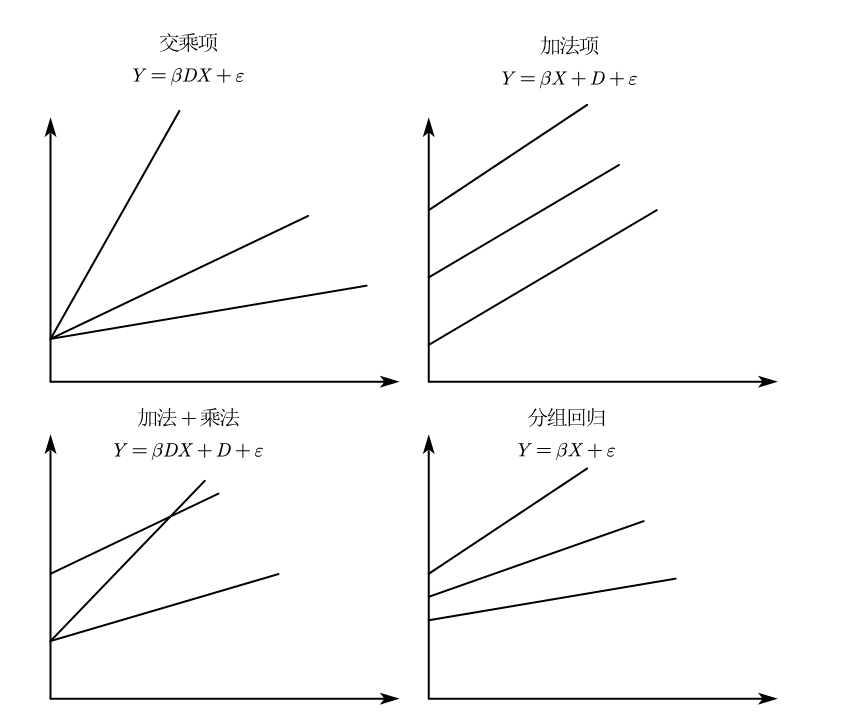 交乘项
Y = βDX + ε
加法项
Y = βX + D + ε
加法 + 乘法
Y = βDX + D + ε
分组回归
Y = βX + ε